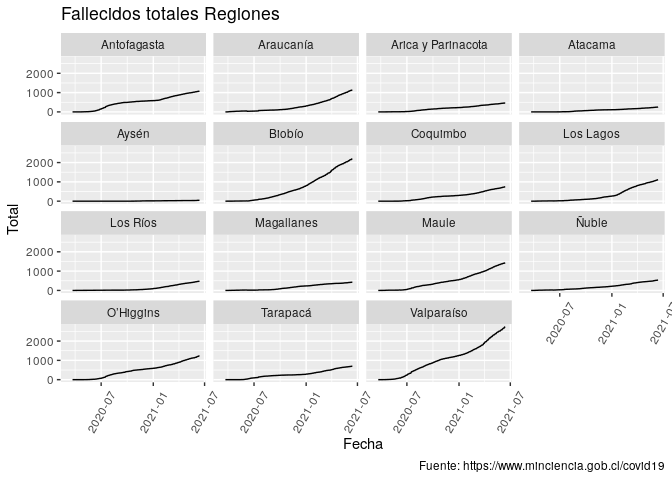 Fallecidos totales Regiones
Antofagasta Araucanía Arica y Parinacota Atacama
2000
1000
0
Aysén Biobío Coquimbo Los Lagos
2000
1000
0
Los Ríos Magallanes Maule Ñuble
2000
1000
0
2020-07 2021-01 2021-07
O'Higgins Tarapacá Valparaíso
2000
1000
0
2020-07 2021-01 2021-07 2020-07 2021-01 2021-07 2020-07 2021-01 2021-07
Total
Fecha
Fuente: https://www.minciencia.gob.cl/covid19